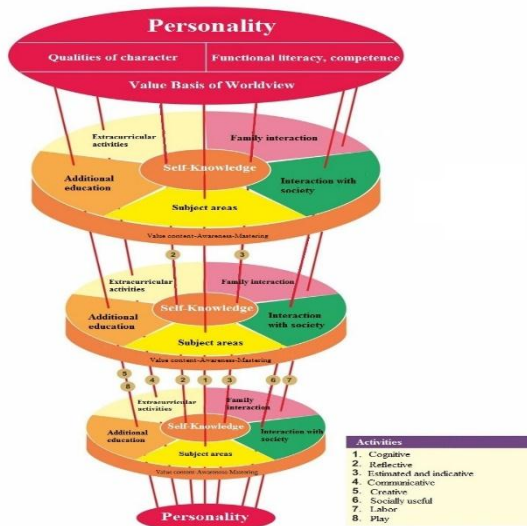 Personality
Qualities of character
Functional literacy, competence
Value Basis of Worldview
Extracurricular
activities
Family interaction
Self-Knowledge
Additional
education
Interaction with
society
Subject areas
Value content-Awareness-Mastering
2
3
Extracurricular
activities
Family interaction
Self-Knowledge
Additional
education
Interaction
with society
Subject areas
Value content-Awareness-Mastering
5
8
4
2
1
3
6
7
Extracurricular
activities
Family
interaction
Self-Knowledge
Additional
education
Interaction with
society
Subject areas
Value content Awareness Mastering
Personality
Activities
1. Cognitive
2. Reflective
3. Estimated and indicative
4. Communicative
5. Creative
6. Socially useful
7. Labor
8. Play